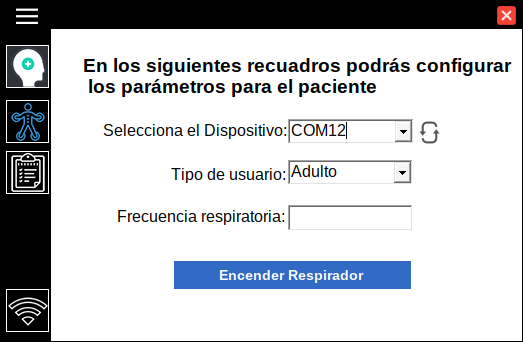 En los siguientes recuadros podrás configurar
los parámetros para el paciente
Selecciona el Dispositivo: COM12
Tipo de usuario: Adulto
Frecuencia respiratoria:
Encender Respirador